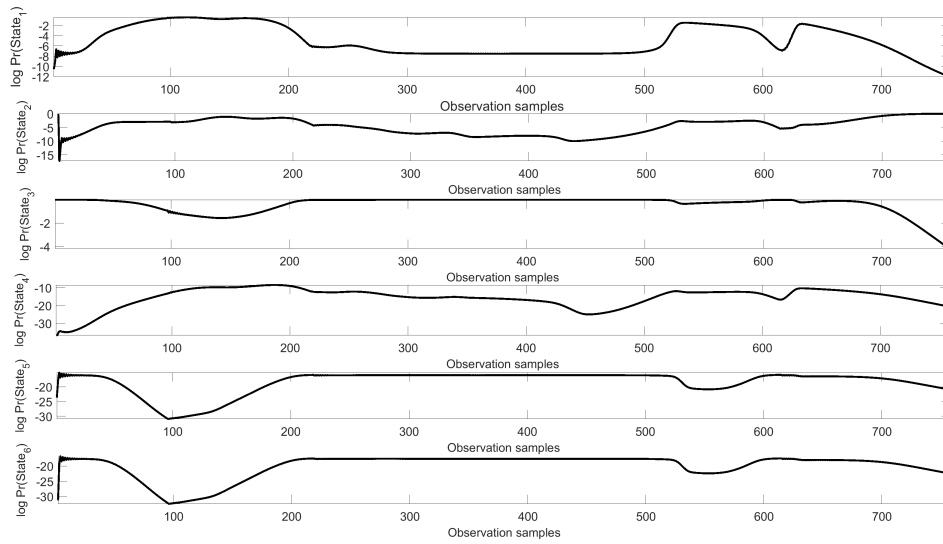 log Pr(State₁)
-2
-4
-6
-8
-10
-12
100 200 300 400 500 600 700
Observation samples
log Pr(State₂)
0
-5
-10
-15
100 200 300 400 500 600 700
Observation samples
log Pr(State₃)
-2
-4
100 200 300 400 500 600 700
Observation samples
log Pr(State₄)
-10
-20
-30
100 200 300 400 500 600 700
Observation samples
log Pr(State₅)
-20
-25
-30
100 200 300 400 500 600 700
Observation samples
log Pr(State₆)
-20
-25
-30
100 200 300 400 500 600 700
Observation samples